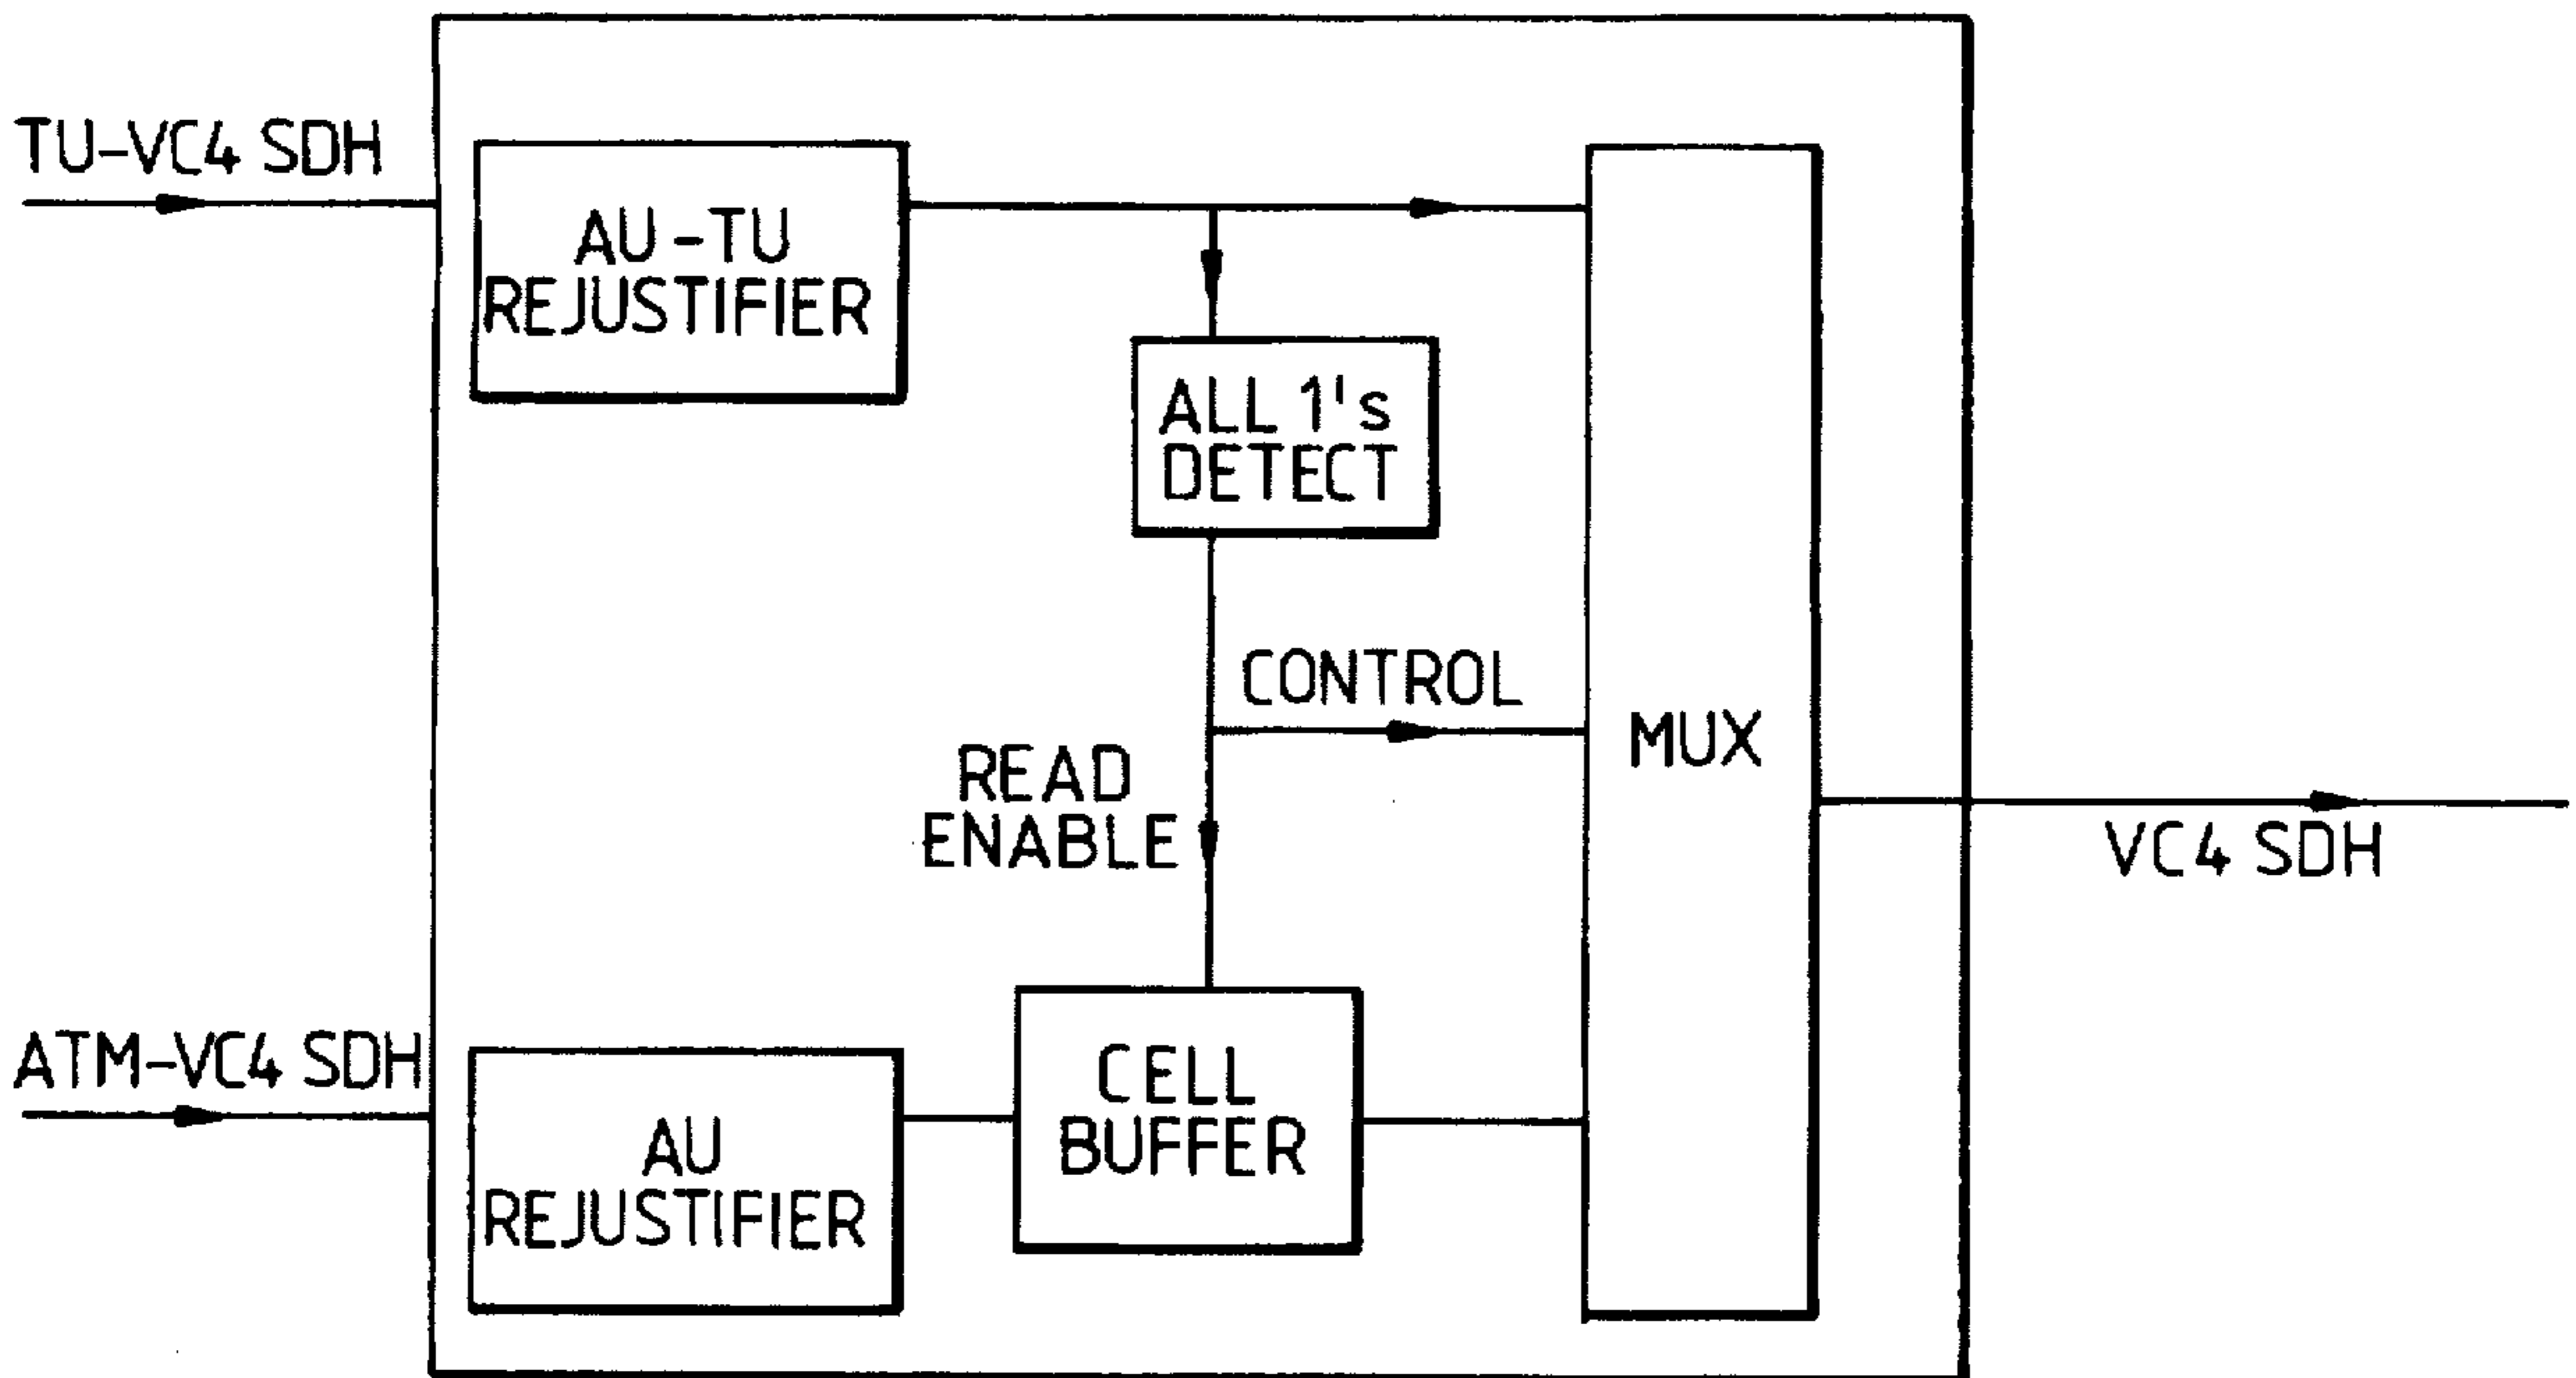 TU-VC4 SDH
AU-TU
REJUSTIFIER
ALL 1's
DETECT
CONTROL
READ
ENABLE
MUX
VC4 SDH
ATM-VC4 SDH
AU
REJUSTIFIER
CELL
BUFFER